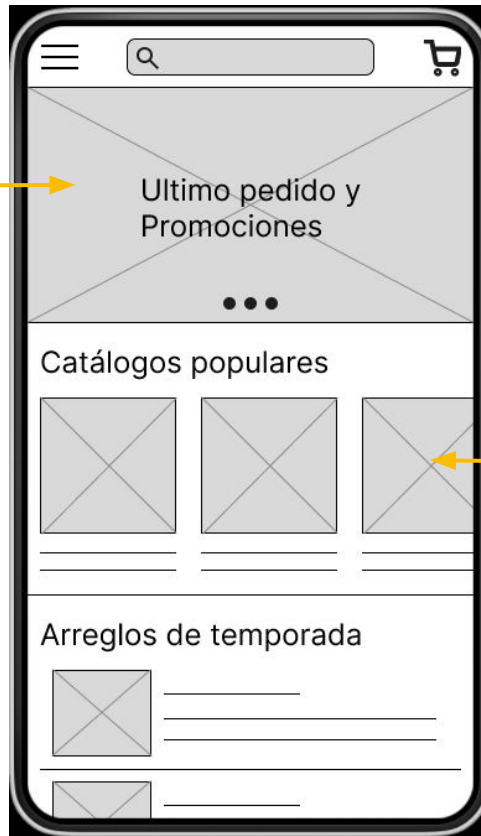 Ultimo pedido y
Promociones
Catálogos populares
Arreglos de temporada